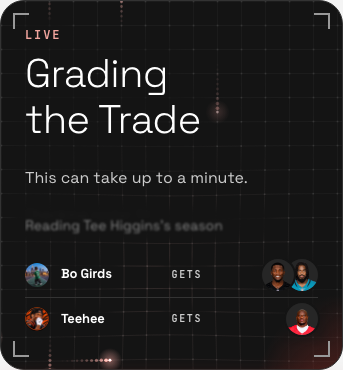 LIVE
Grading
the Trade
This can take up to a minute.
Reading Tee Higgins's season
Bo Girds GETS
Teehee GETS